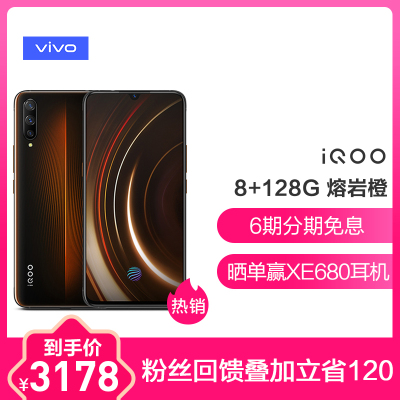 vivo
iQOO
8+128G 熔岩橙
6期分期免息
晒单赢XE680耳机
iQOO
热销
到手价
¥3178
粉丝回馈叠加立省120